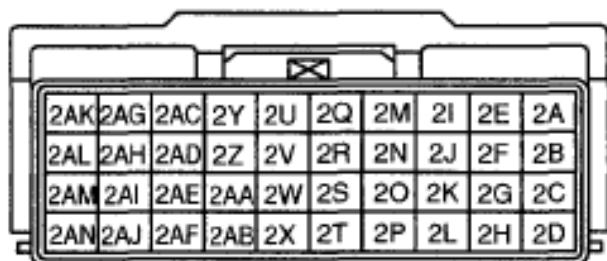 2AK 2AG 2AC 2Y 2U 2Q 2M 2I 2E 2A
2AL 2AH 2AD 2Z 2V 2R 2N 2J 2F 2B
2AM 2AI 2AE 2AA 2W 2S 2O 2K 2G 2C
2AN 2AJ 2AF 2AB 2X 2T 2P 2L 2H 2D